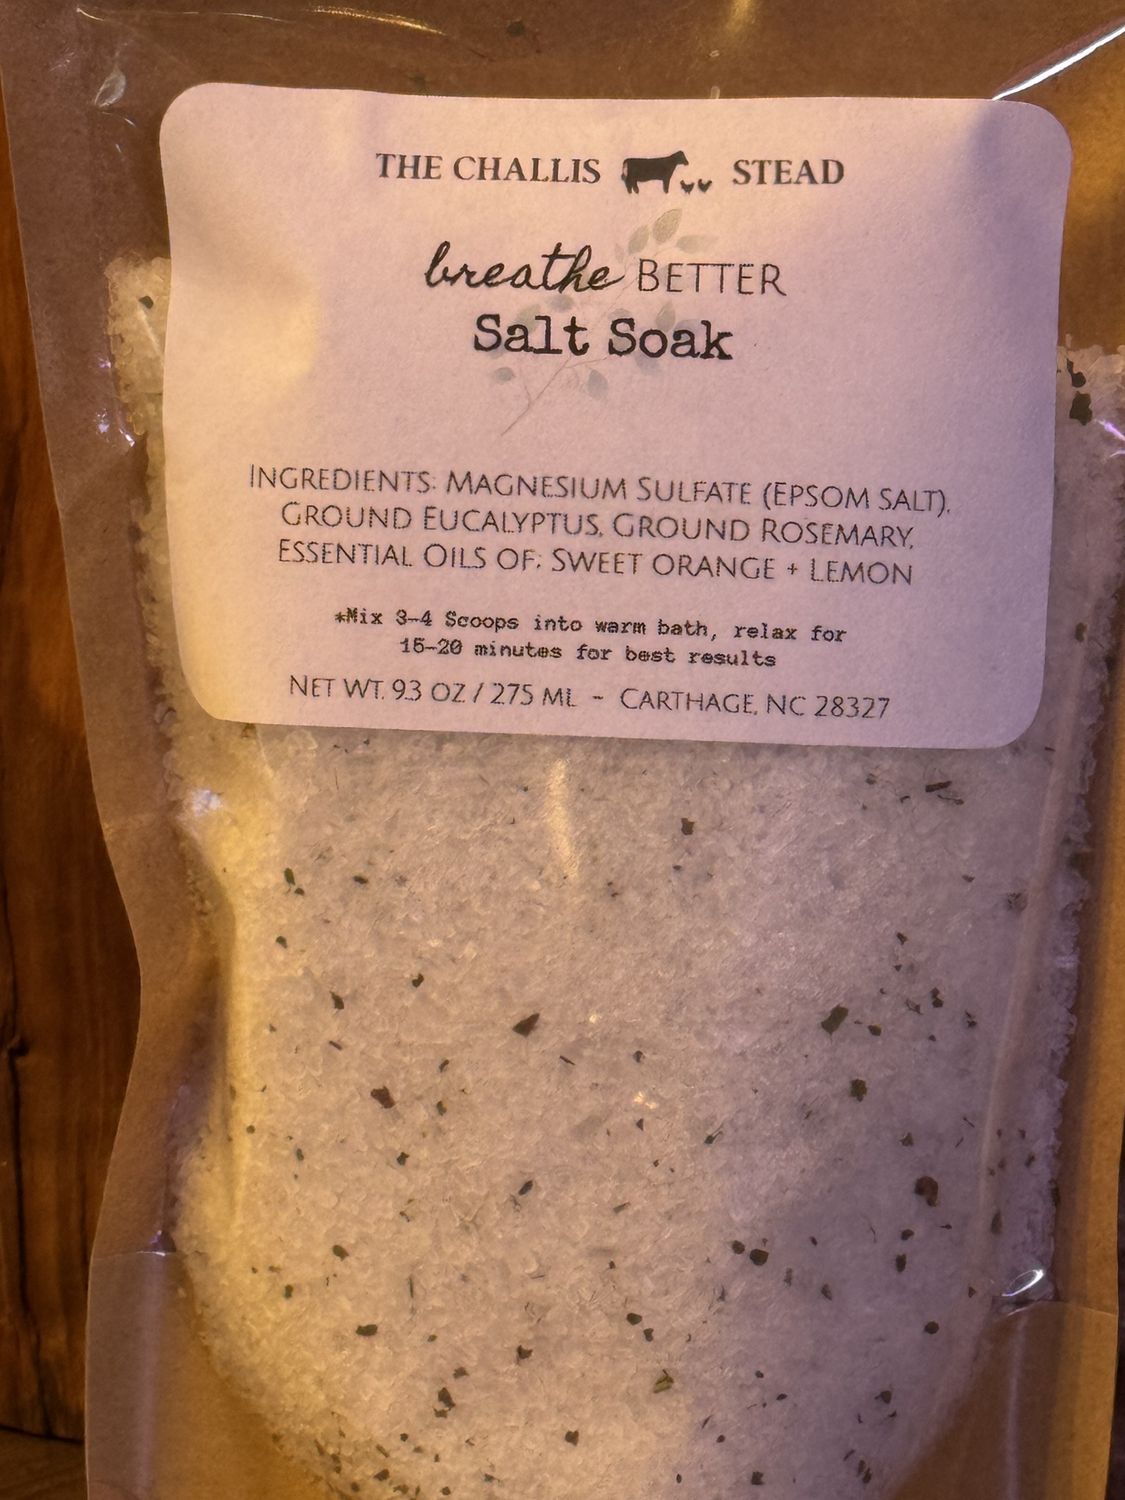 THE CHALLIS STEAD
breathe BETTER
Salt Soak
INGREDIENTS: MAGNESIUM SULFATE (EPSOM SALT),
GROUND EUCALYPTUS, GROUND ROSEMARY,
ESSENTIAL OILS OF: SWEET ORANGE + LEMON
*Mix 3-4 Scoops into warm bath, relax for
15-20 minutes for best results
NET WT. 9.3 OZ / 275 ML - CARTHAGE, NC 28327